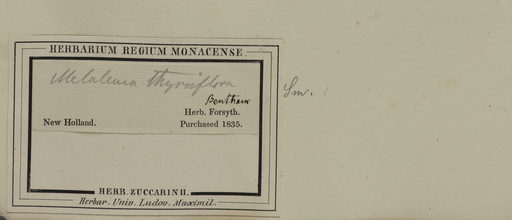 HERBARIUM REGIUM MONACENSE.
Melaleuca thyrsiflora Sm. ?
Bentham
Herb. Forsyth.
New Holland. Purchased 1835.
HERB. ZUCCARINII.
Herbar. Univ. Ludov. Maximil.